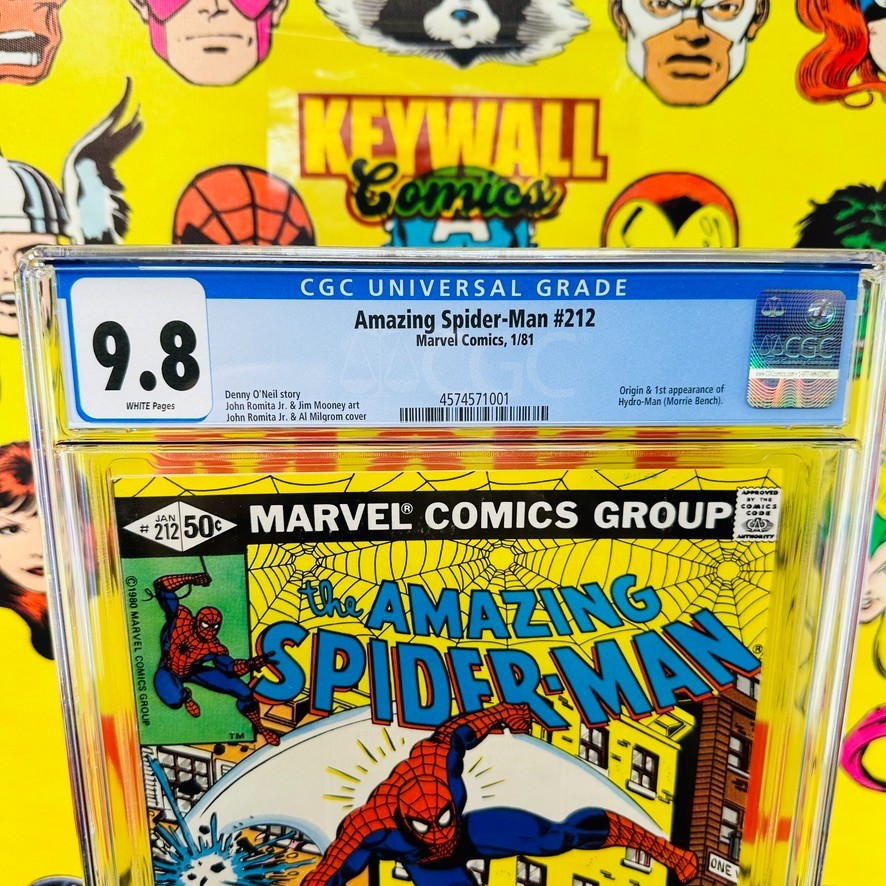 KEYWALL
Comics
A
CGC UNIVERSAL GRADE
9.8
WHITE Pages
Amazing Spider-Man #212
Marvel Comics, 1/81
Denny O'Neil story
John Romita Jr. & Jim Mooney art
John Romita Jr. & Al Milgrom cover
4574571001
Origin & 1st appearance of
Hydro-Man (Morrie Bench).
CGC
JAN
# 212
50¢
MARVEL® COMICS GROUP
APPROVED
BY THE
COMICS
CODE
AUTHORITY
©1980 MARVEL COMICS GROUP
TM
the AMAZING
SPIDER-MAN®
ONE